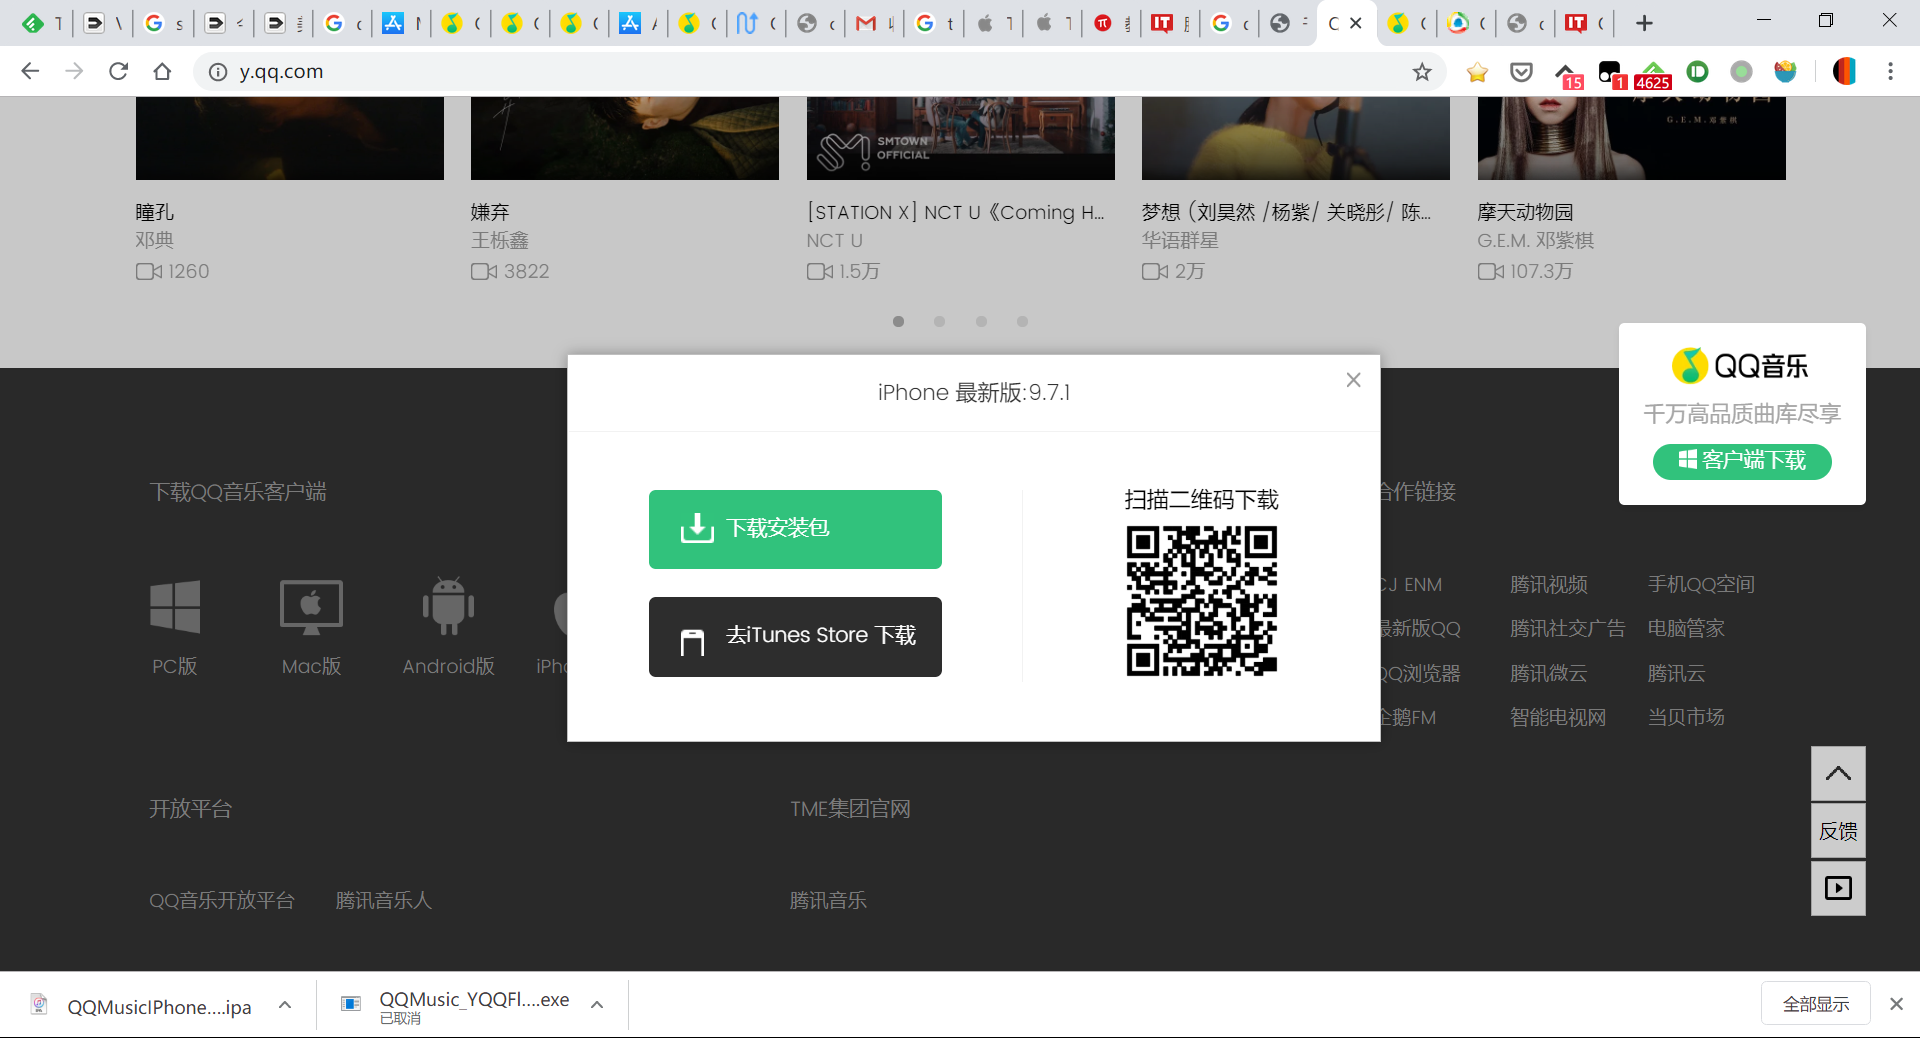 y.qq.com
15
1
4625
SMTOWN
OFFICIAL
G.E.M.邓紫棋
瞳孔
邓典
1260
嫌弃
王栎鑫
3822
[STATION X] NCT U《Coming H...
NCT U
1.5万
梦想 (刘昊然 /杨紫/ 关晓彤/ 陈...
华语群星
2万
摩天动物园
G.E.M. 邓紫棋
107.3万
iPhone 最新版:9.7.1
下载安装包
去iTunes Store 下载
扫描二维码下载
QQ音乐
千万高品质曲库尽享
客户端下载
下载QQ音乐客户端
PC版
Mac版
Android版
iPho
合作链接
CJ ENM
腾讯视频
手机QQ空间
最新版QQ
腾讯社交广告
电脑管家
QQ浏览器
腾讯微云
腾讯云
企鹅FM
智能电视网
当贝市场
反馈
开放平台
TME集团官网
QQ音乐开放平台
腾讯音乐人
腾讯音乐
QQMusicIPhone....ipa
QQMusic_YQQFl....exe
已取消
全部显示